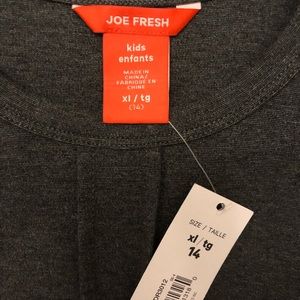 JOE FRESH
kids
enfants
MADE IN
CHINA/
FABRIQUÉ EN
CHINE
xl / tg
(14)
SIZE / TAILLE
xl / tg
14